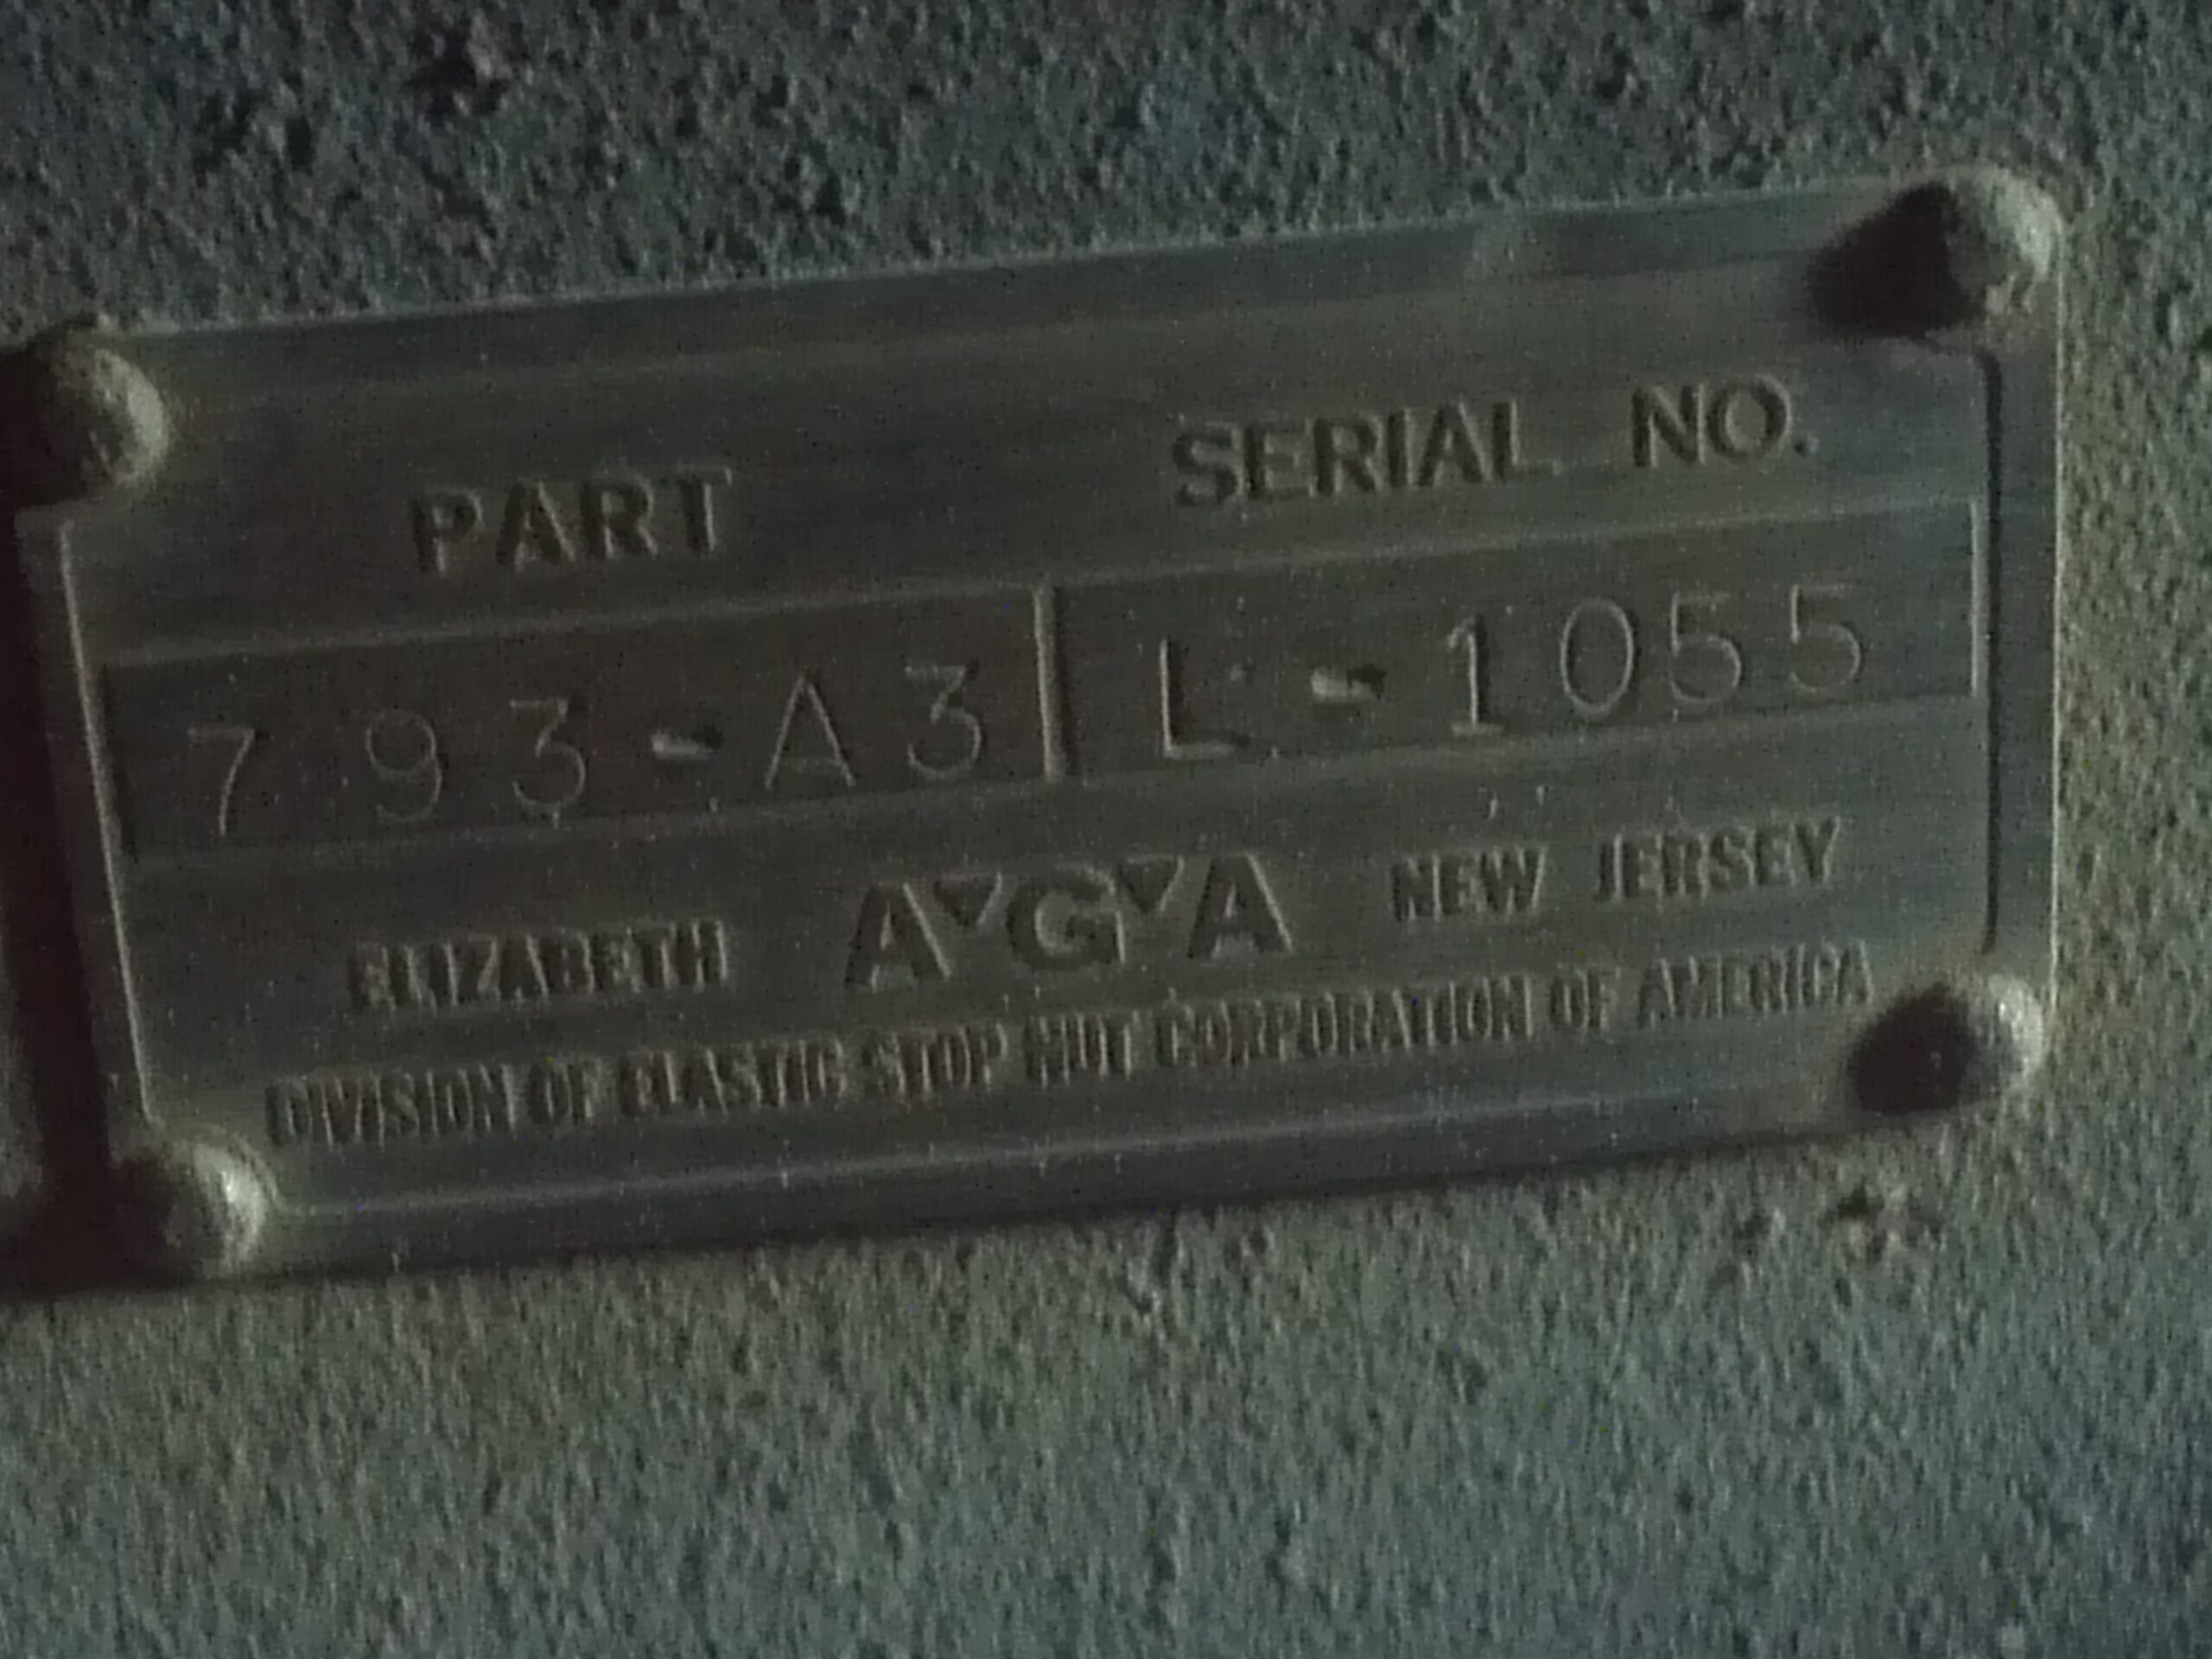 PART SERIAL NO.
793-A3 L-1055
ELIZABETH AGA NEW JERSEY
DIVISION OF ELASTIC STOP NUT CORPORATION OF AMERICA